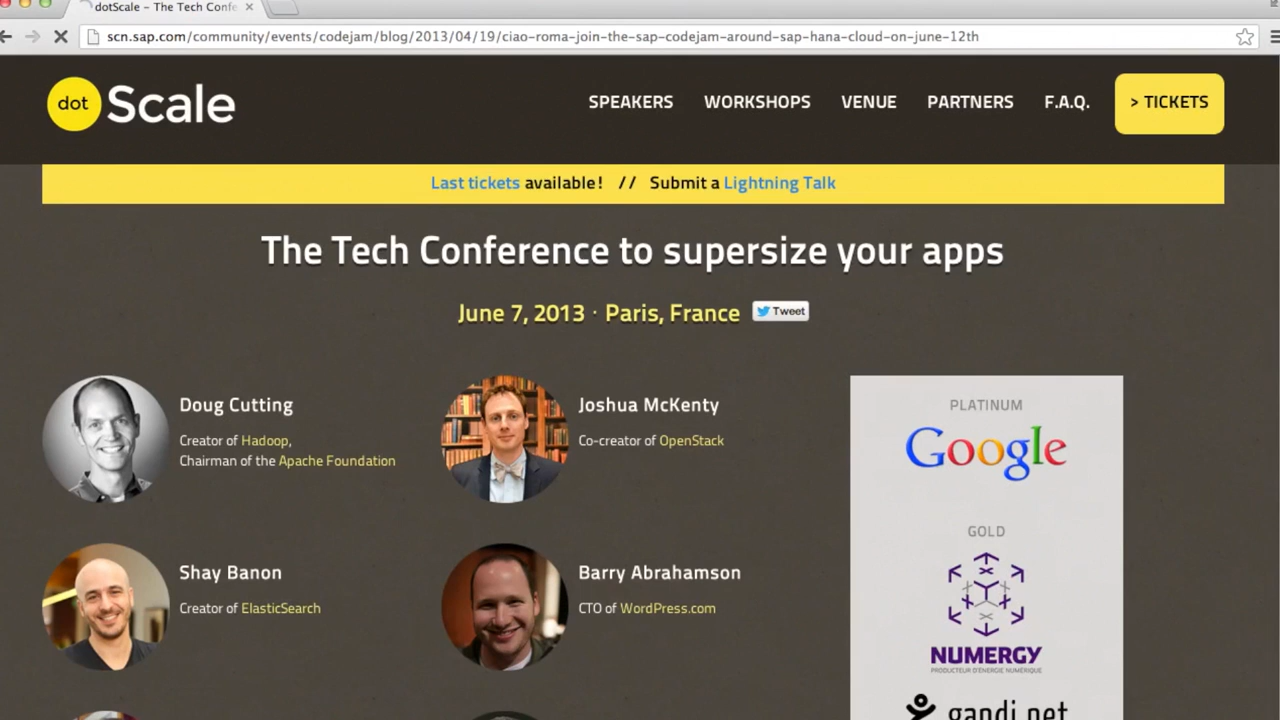 dotScale – The Tech Confe
scn.sap.com/community/events/codejam/blog/2013/04/19/ciao-roma-join-the-sap-codejam-around-sap-hana-cloud-on-june-12th
dot Scale
SPEAKERS WORKSHOPS VENUE PARTNERS F.A.Q. > TICKETS
Last tickets available! // Submit a Lightning Talk
The Tech Conference to supersize your apps
June 7, 2013 · Paris, France Tweet
Doug Cutting
Creator of Hadoop,
Chairman of the Apache Foundation
Joshua McKenty
Co-creator of OpenStack
PLATINUM
Google
GOLD
Shay Banon
Creator of ElasticSearch
Barry Abrahamson
CTO of WordPress.com
NUMERGY
PRODUCTEUR D'ÉNERGIE NUMÉRIQUE
gandi.net